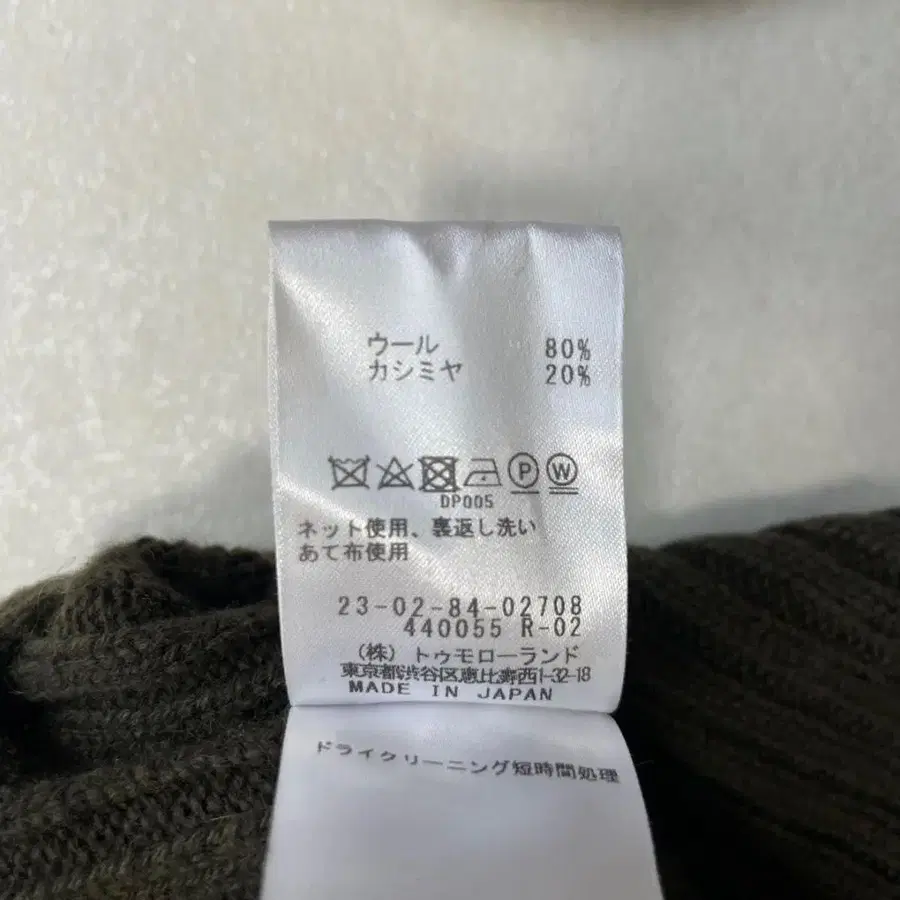 ウール 80%
カシミヤ 20%
P W
DP005
ネット使用、裏返し洗い
あて布使用
23-02-84-02708
440055 R-02
(株) トゥモローランド
東京都渋谷区恵比寿西1-32-18
MADE IN JAPAN
ドライクリーニング短時間処理